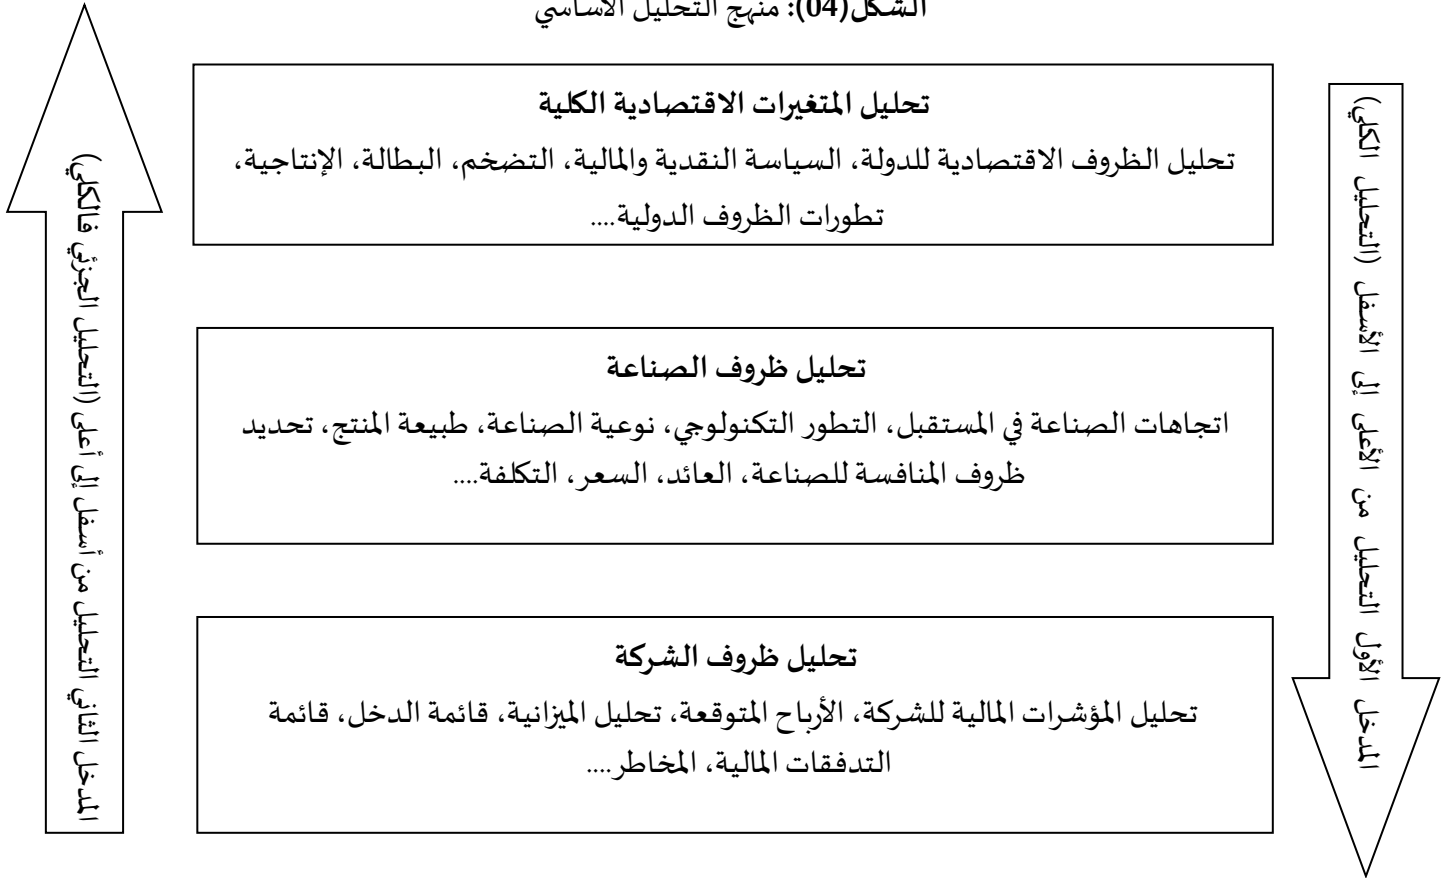 الشكل(04): منهج التحليل الأساسي
تحليل المتغيرات الاقتصادية الكلية
تحليل الظروف الاقتصادية للدولة، السياسة النقدية والمالية، التضخم، البطالة، الإنتاجية،
تطورات الظروف الدولية....
تحليل ظروف الصناعة
اتجاهات الصناعة في المستقبل، التطور التكنولوجي، نوعية الصناعة، طبيعة المنتج، تحديد
ظروف المنافسة للصناعة، العائد، السعر، التكلفة....
تحليل ظروف الشركة
تحليل المؤشرات المالية للشركة، الأرباح المتوقعة، تحليل الميزانية، قائمة الدخل، قائمة
التدفقات المالية، المخاطر....
المدخل الأول التحليل من الأعلى إلى الأسفل (التحليل الكلي)
المدخل الثاني التحليل من أسفل إلى أعلى (التحليل الجزئي فالكلي)